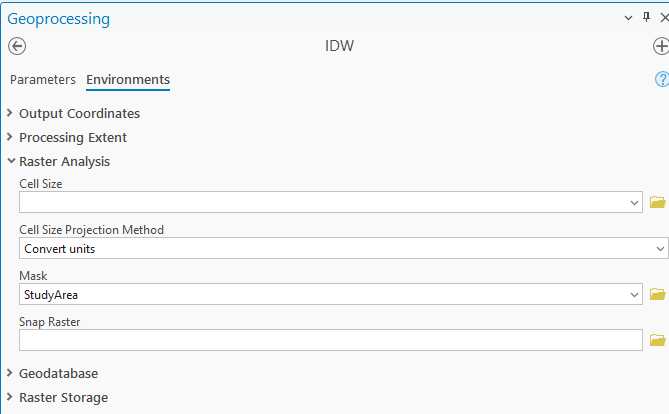 Geoprocessing
IDW
Parameters Environments
Output Coordinates
Processing Extent
Raster Analysis
Cell Size
Cell Size Projection Method
Convert units
Mask
StudyArea
Snap Raster
Geodatabase
Raster Storage